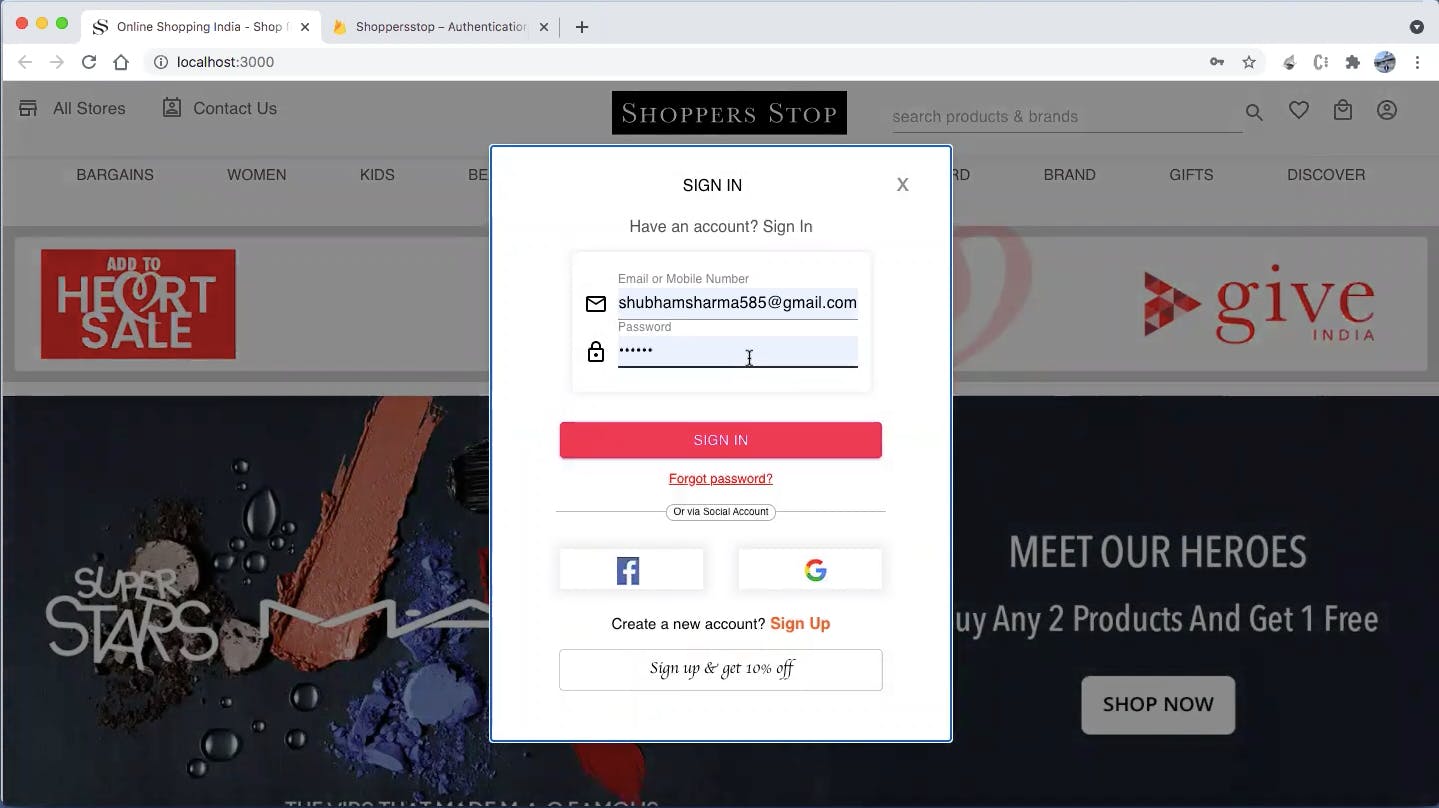 Online Shopping India - Shop f
Shoppersstop – Authentication
localhost:3000
All Stores
Contact Us
SHOPPERS STOP
search products & brands
BARGAINS
WOMEN
KIDS
BE
RD
BRAND
GIFTS
DISCOVER
SIGN IN
X
Have an account? Sign In
Email or Mobile Number
shubhamsharma585@gmail.com
Password
••••••
SIGN IN
Forgot password?
Or via Social Account
Create a new account? Sign Up
Sign up & get 10% off
ADD TO
HEART
SALE
give
INDIA
SUPER
STARS
MAC
MEET OUR HEROES
uy Any 2 Products And Get 1 Free
SHOP NOW
THE VIPS THAT MADE M.A.C FAMOUS